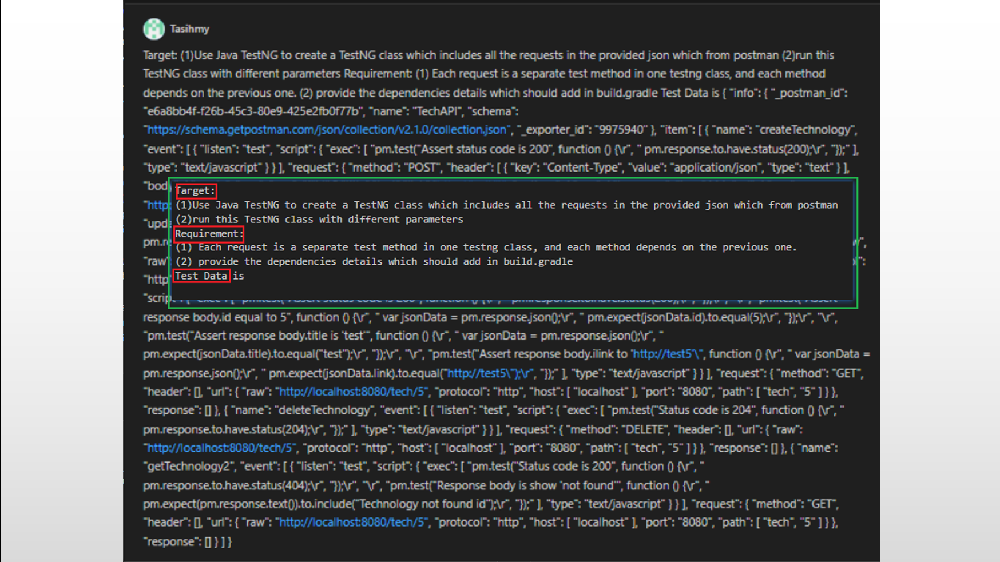 Tasihmy
Target: (1)Use Java TestNG to create a TestNG class which includes all the requests in the provided json which from postman (2)run this
TestNG class with different parameters Requirement: (1) Each request is a separate test method in one testng class, and each method
depends on the previous one. (2) provide the dependencies details which should add in build.gradle Test Data is { "info": { "_postman_id":
"e6a8bb4f-f26b-45c3-80e9-425e2fb0f77b", "name": "TechAPI", "schema":
"https://schema.getpostman.com/json/collection/v2.1.0/collection.json", "_exporter_id": "9975940" }, "item": [ { "name": "createTechnology",
"event": [ { "listen": "test", "script": { "exec": [ "pm.test("Assert status code is 200", function () {\r", " pm.response.to.have.status(200);\r", "});" ],
"type": "text/javascript" } } ], "request": { "method": "POST", "header": [ { "key": "Content-Type", "value": "application/json", "type": "text" } ],
"body
"http:
"upda
pm.re
"raw"
"http
Target:
(1)Use Java TestNG to create a TestNG class which includes all the requests in the provided json which from postman
(2)run this TestNG class with different parameters
Requirement:
(1) Each request is a separate test method in one testng class, and each method depends on the previous one.
(2) provide the dependencies details which should add in build.gradle
Test Data is
"script
response body.id equal to 5", function () {\r", " var jsonData = pm.response.json();\r", " pm.expect(jsonData.id).to.equal(5);\r", "});\r", "\r",
"pm.test("Assert response body.title is 'test'", function () {\r", " var jsonData = pm.response.json();\r", "
pm.expect(jsonData.title).to.equal("test");\r", "});\r", "\r", "pm.test("Assert response body.ilink to 'http://test5'\", function () {\r", " var jsonData =
pm.response.json();\r", " pm.expect(jsonData.link).to.equal("http://test5\");\r", "});" ], "type": "text/javascript" } } ], "request": { "method": "GET",
"header": [], "url": { "raw": "http://localhost:8080/tech/5", "protocol": "http", "host": [ "localhost" ], "port": "8080", "path": [ "tech", "5" ] } },
"response": [] }, { "name": "deleteTechnology", "event": [ { "listen": "test", "script": { "exec": [ "pm.test("Status code is 204", function () {\r", "
pm.response.to.have.status(204);\r", "});" ], "type": "text/javascript" } } ], "request": { "method": "DELETE", "header": [], "url": { "raw":
"http://localhost:8080/tech/5", "protocol": "http", "host": [ "localhost" ], "port": "8080", "path": [ "tech", "5" ] } }, "response": [] }, { "name":
"getTechnology2", "event": [ { "listen": "test", "script": { "exec": [ "pm.test("Status code is 200", function () {\r", "
pm.response.to.have.status(404);\r", "});\r", "\r", "pm.test("Response body is show 'not found'", function () {\r", "
pm.expect(pm.response.text()).to.include("Technology not found id");\r", "});" ], "type": "text/javascript" } } ], "request": { "method": "GET",
"header": [], "url": { "raw": "http://localhost:8080/tech/5", "protocol": "http", "host": [ "localhost" ], "port": "8080", "path": [ "tech", "5" ] } },
"response": [] } ] }